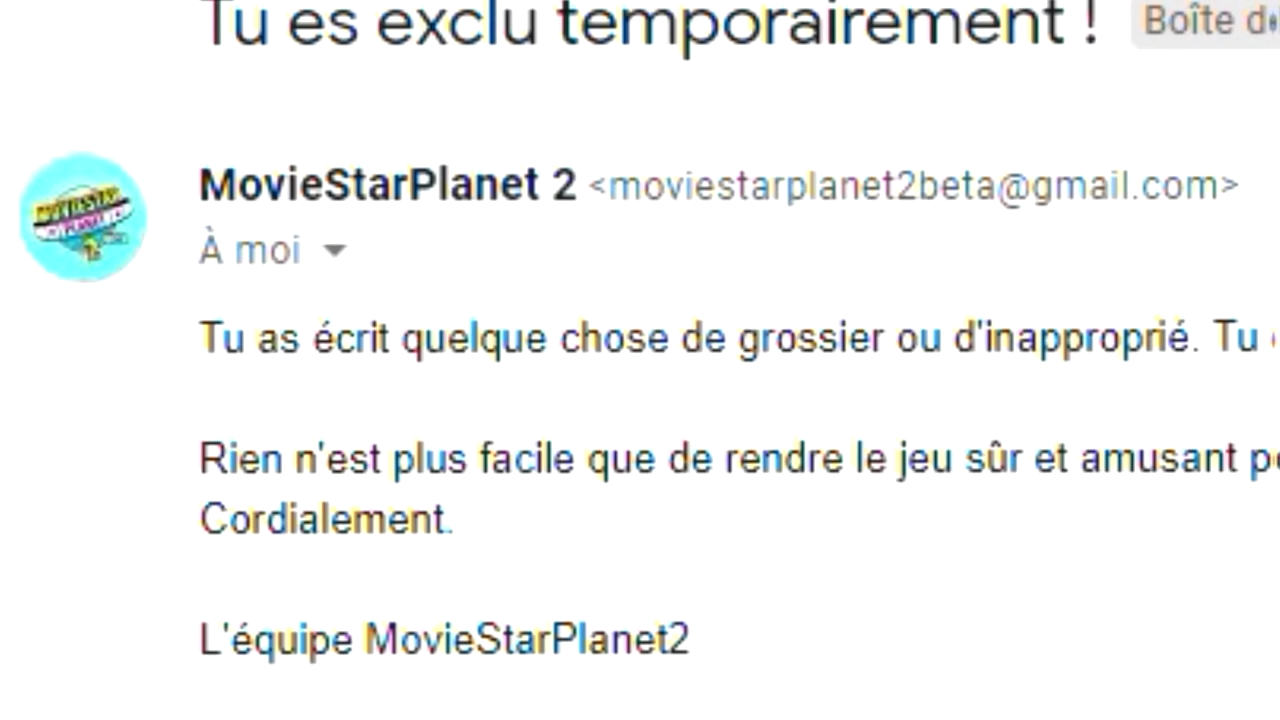 Tu es exclu temporairement ! Boîte
MovieStarPlanet 2 <moviestarplanet2beta@gmail.com>
À moi
Tu as écrit quelque chose de grossier ou d'inapproprié. Tu
Rien n'est plus facile que de rendre le jeu sûr et amusant
Cordialement.
L'équipe MovieStarPlanet2